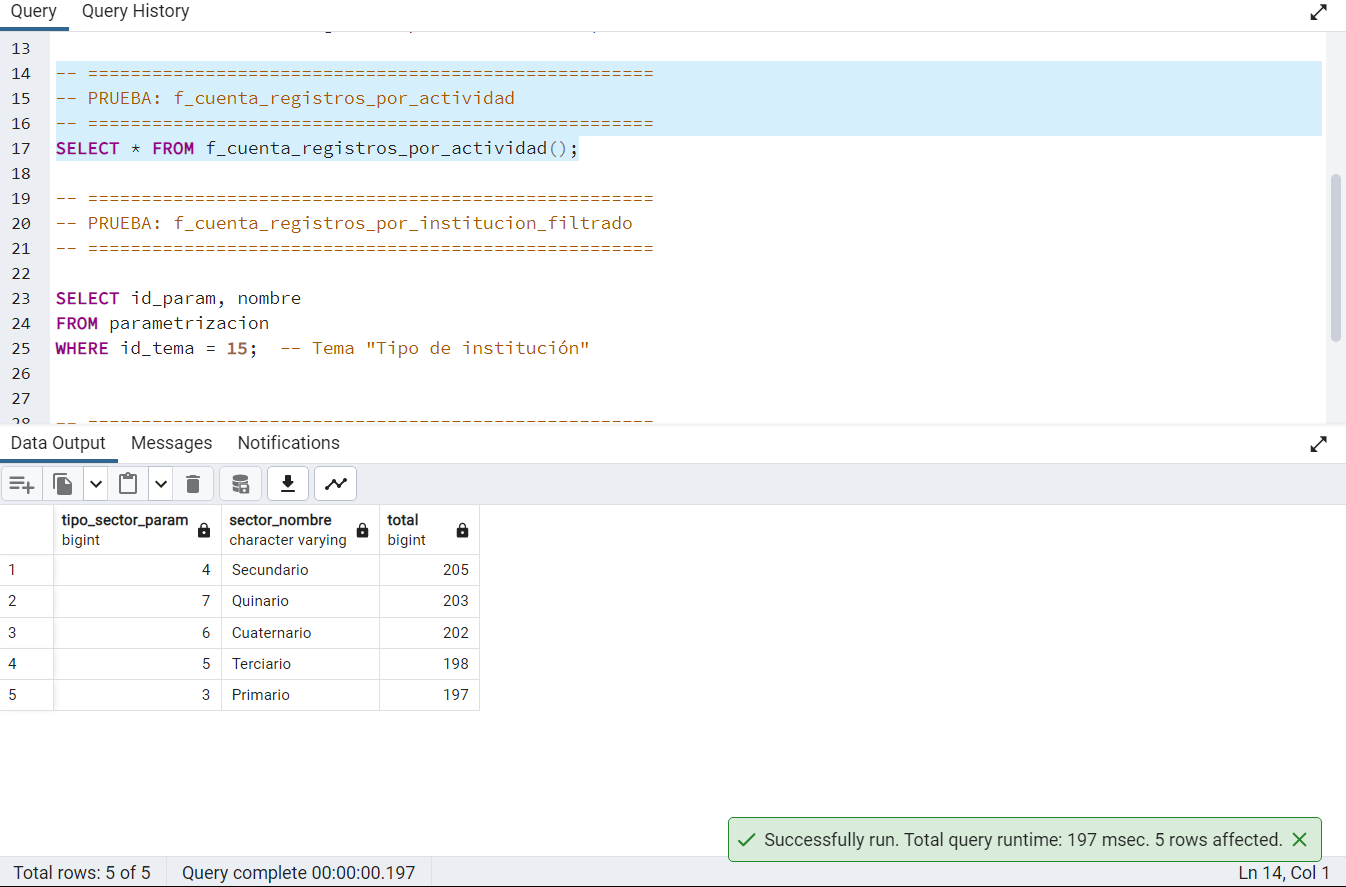 Query Query History
13
14 -- =====================================================
15 -- PRUEBA: f_cuenta_registros_por_actividad
16 -- =====================================================
17 SELECT * FROM f_cuenta_registros_por_actividad();
18
19 -- =====================================================
20 -- PRUEBA: f_cuenta_registros_por_institucion_filtrado
21 -- =====================================================
22
23 SELECT id_param, nombre
24 FROM parametrizacion
25 WHERE id_tema = 15;  -- Tema "Tipo de institución"
26
27
28 -- =====================================================
Data Output Messages Notifications
tipo_sector_param sector_nombre total
bigint character varying bigint
1 4 Secundario 205
2 7 Quinario 203
3 6 Cuaternario 202
4 5 Terciario 198
5 3 Primario 197
Successfully run. Total query runtime: 197 msec. 5 rows affected.
Total rows: 5 of 5 Query complete 00:00:00.197 Ln 14, Col 1